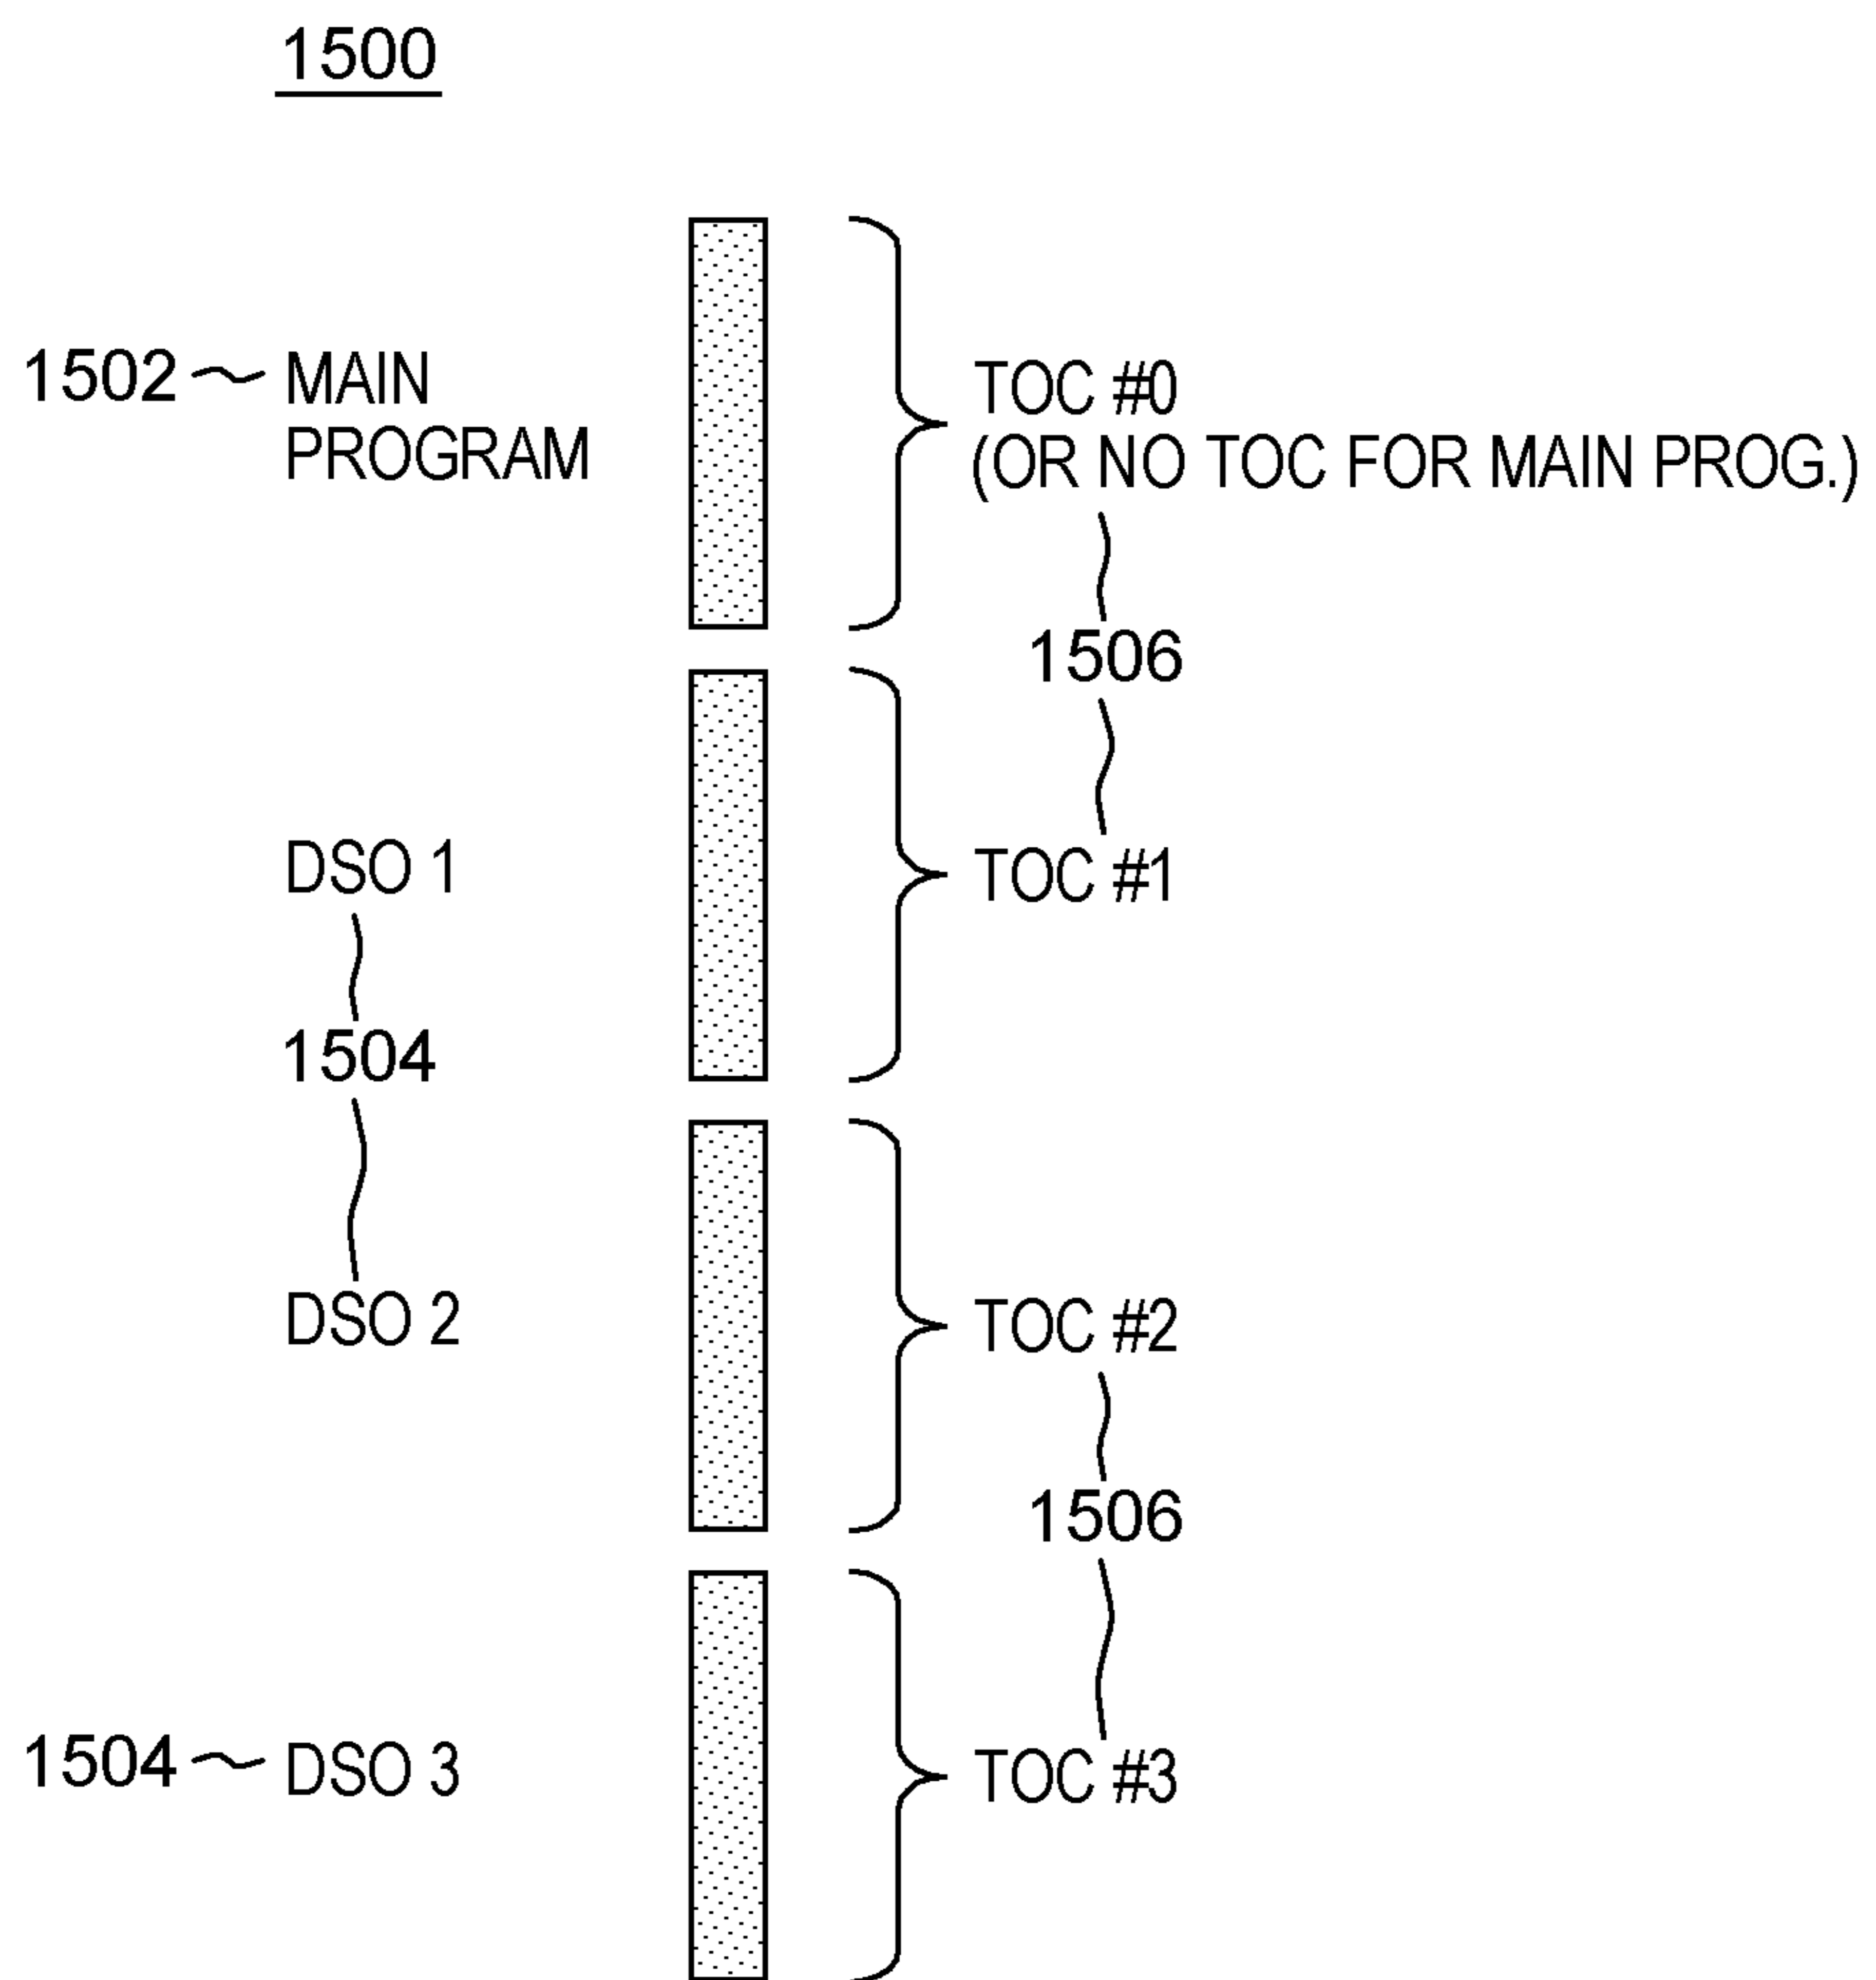 1500
1502 MAIN
PROGRAM
TOC #0
(OR NO TOC FOR MAIN PROG.)
1506
DSO 1
TOC #1
1504
DSO 2
TOC #2
1506
1504 DSO 3
TOC #3